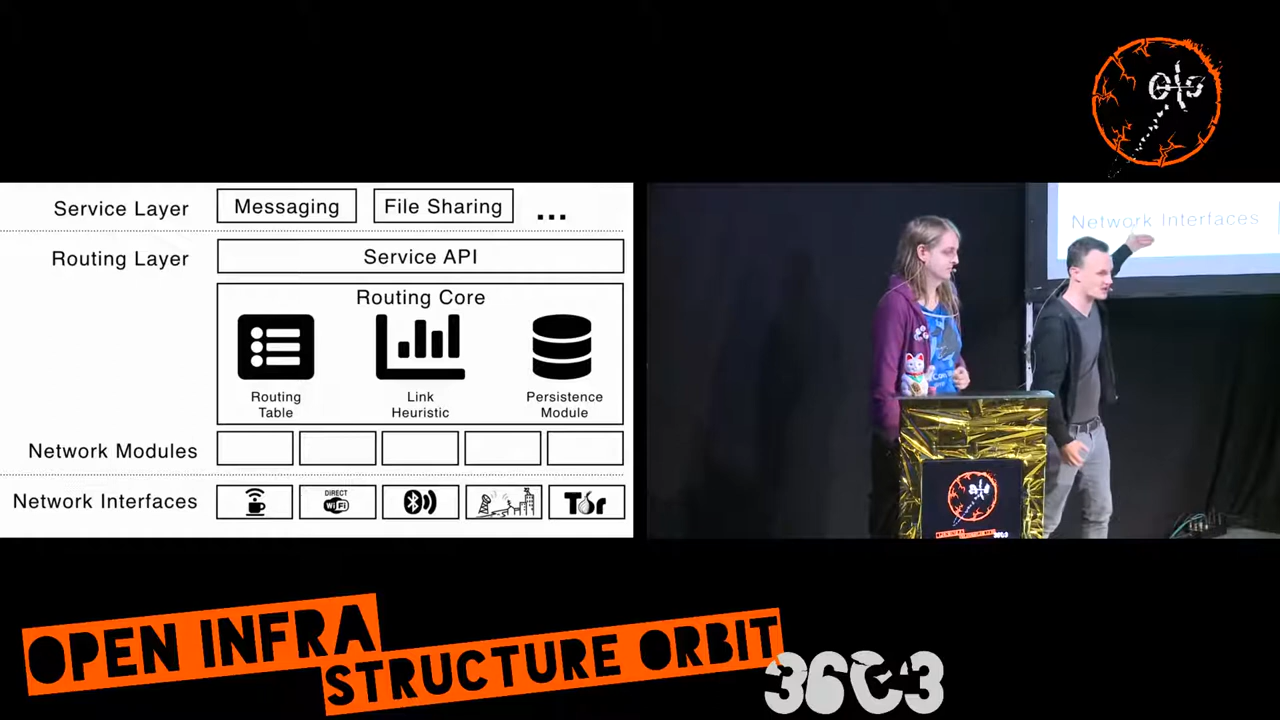 Service Layer
Messaging
File Sharing
...
Routing Layer
Service API
Routing Core
Routing
Table
Link
Heuristic
Persistence
Module
Network Modules
Network Interfaces
DIRECT
WiFi
Tor
Network Interfaces
OPEN INFRA
STRUCTURE ORBIT
36C3